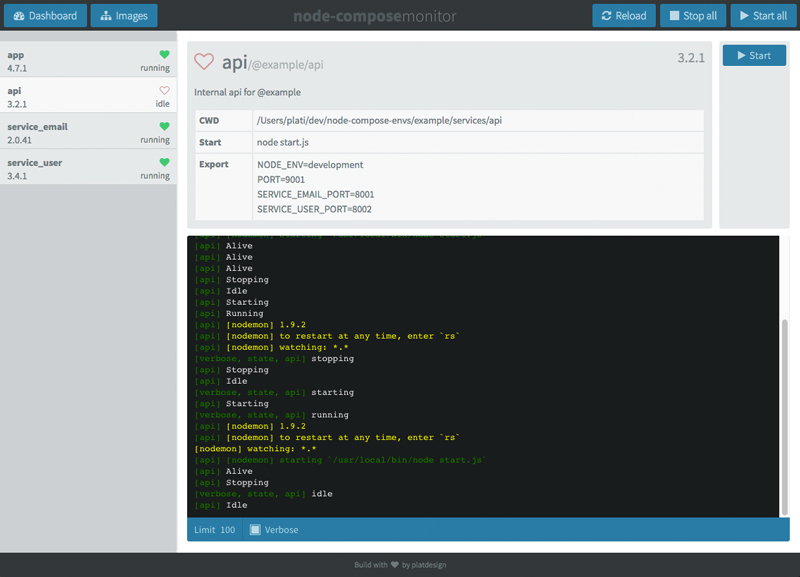 Dashboard Images node-composemonitor Reload Stop all Start all
app
4.7.1 running
api
3.2.1 idle
service_email
2.0.41 running
service_user
3.4.1 running
api/@example/api 3.2.1
Start
Internal api for @example
CWD /Users/plati/dev/node-compose-envs/example/services/api
Start node start.js
Export NODE_ENV=development
PORT=9001
SERVICE_EMAIL_PORT=8001
SERVICE_USER_PORT=8002
[api] Alive
[api] Alive
[api] Alive
[api] Stopping
[api] Idle
[api] Starting
[api] Running
[api] [nodemon] 1.9.2
[api] [nodemon] to restart at any time, enter `rs`
[api] [nodemon] watching: *.*
[verbose, state, api] stopping
[api] Stopping
[api] Idle
[verbose, state, api] starting
[api] Starting
[verbose, state, api] running
[api] [nodemon] 1.9.2
[api] [nodemon] to restart at any time, enter `rs`
[nodemon] watching: *.*
[api] [nodemon] starting `/usr/local/bin/node start.js`
[api] Alive
[api] Stopping
[verbose, state, api] idle
[api] Idle
Limit 100 Verbose
Build with by platdesign